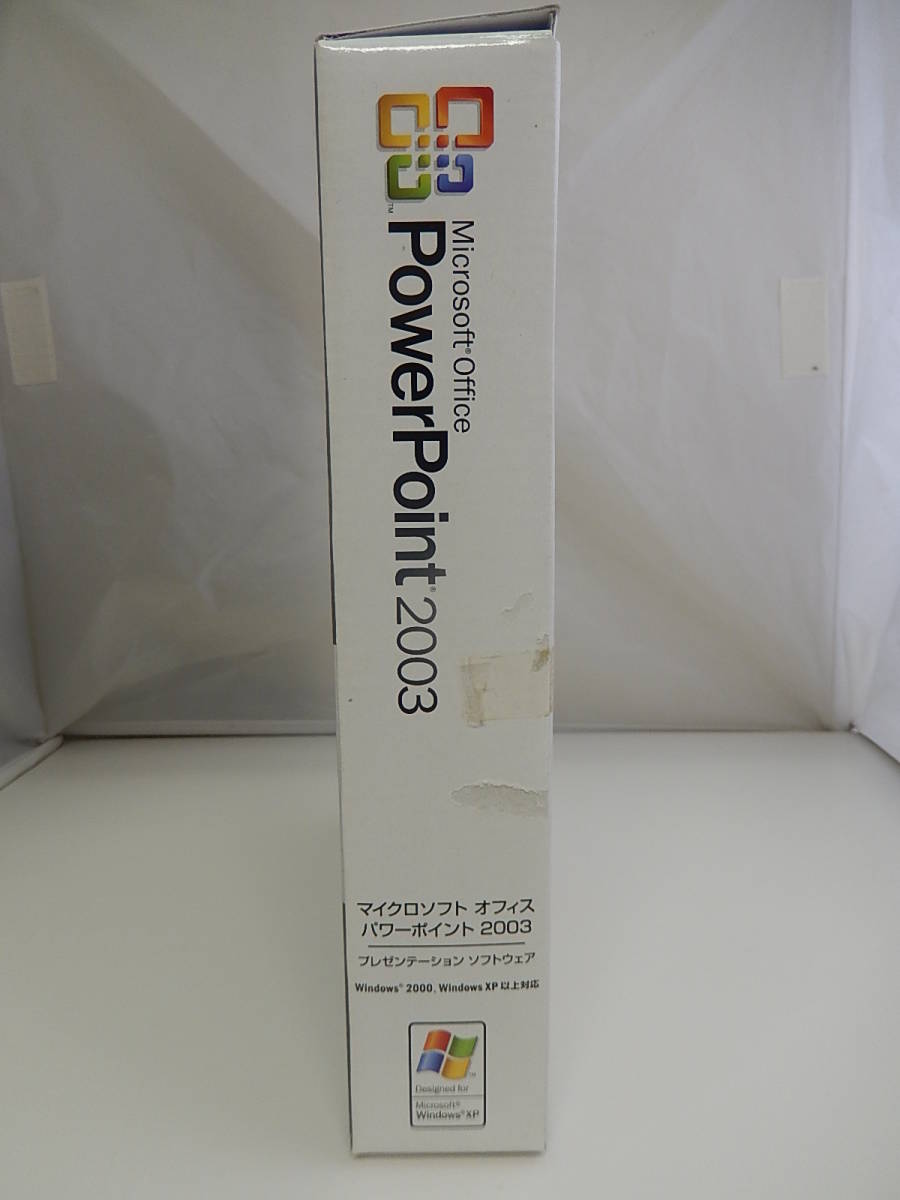 Microsoft® Office
PowerPoint® 2003
マイクロソフト オフィス
パワーポイント 2003
プレゼンテーション ソフトウェア
Windows® 2000, Windows XP 以上対応
Designed for
Microsoft®
Windows®XP